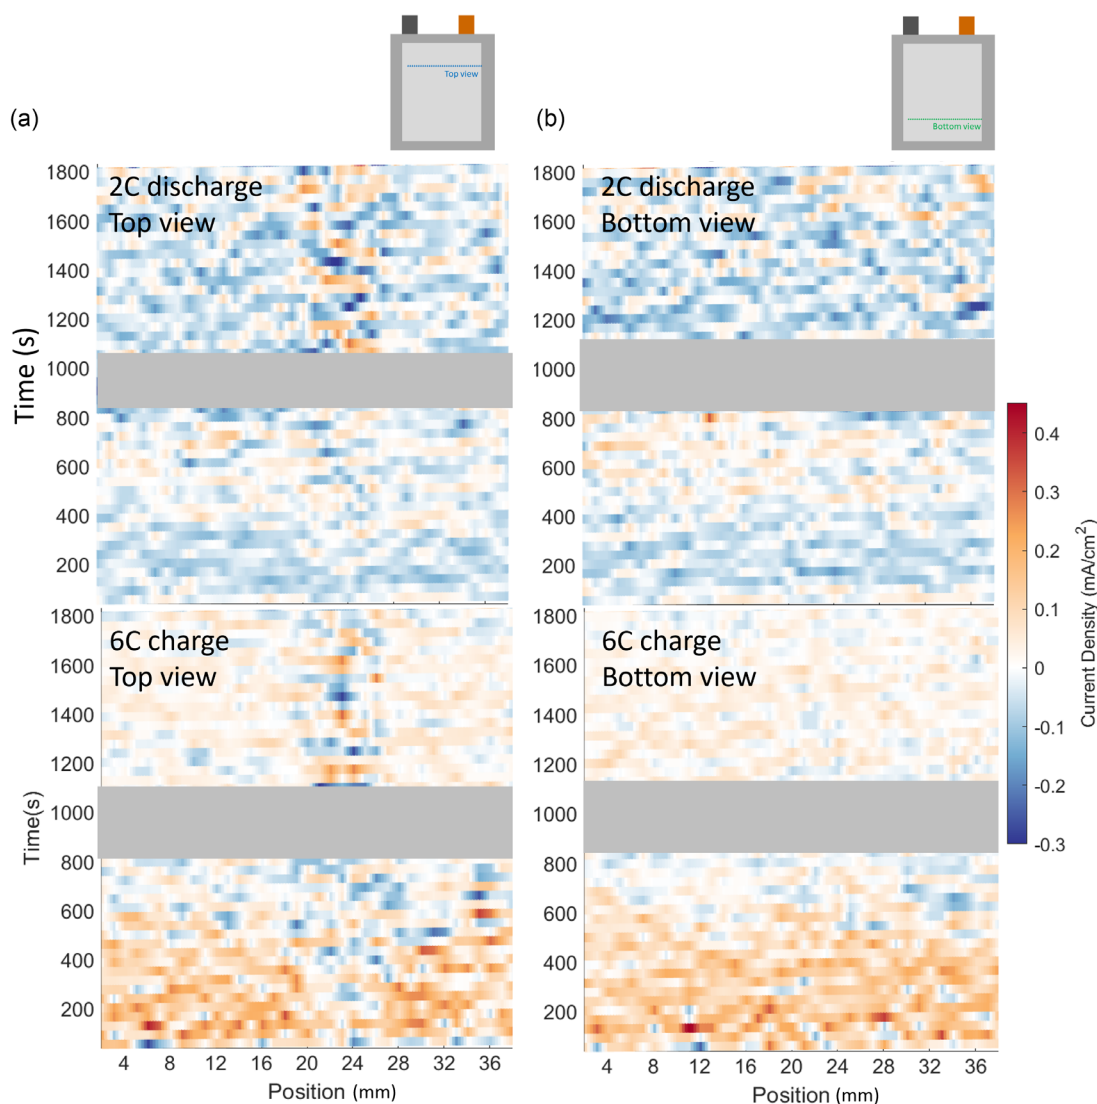 Top view
Bottom view
(a)
(b)
1800
1600
1400
1200
1000
800
600
400
200
Time (s)
2C discharge
Top view
1800
1600
1400
1200
1000
800
600
400
200
2C discharge
Bottom view
1800
1600
1400
1200
1000
800
600
400
200
Time(s)
6C charge
Top view
4 8 12 16 20 24 28 32 36
Position (mm)
1800
1600
1400
1200
1000
800
600
400
200
6C charge
Bottom view
4 8 12 16 20 24 28 32 36
Position (mm)
0.4
0.3
0.2
0.1
0
-0.1
-0.2
-0.3
Current Density (mA/cm²)